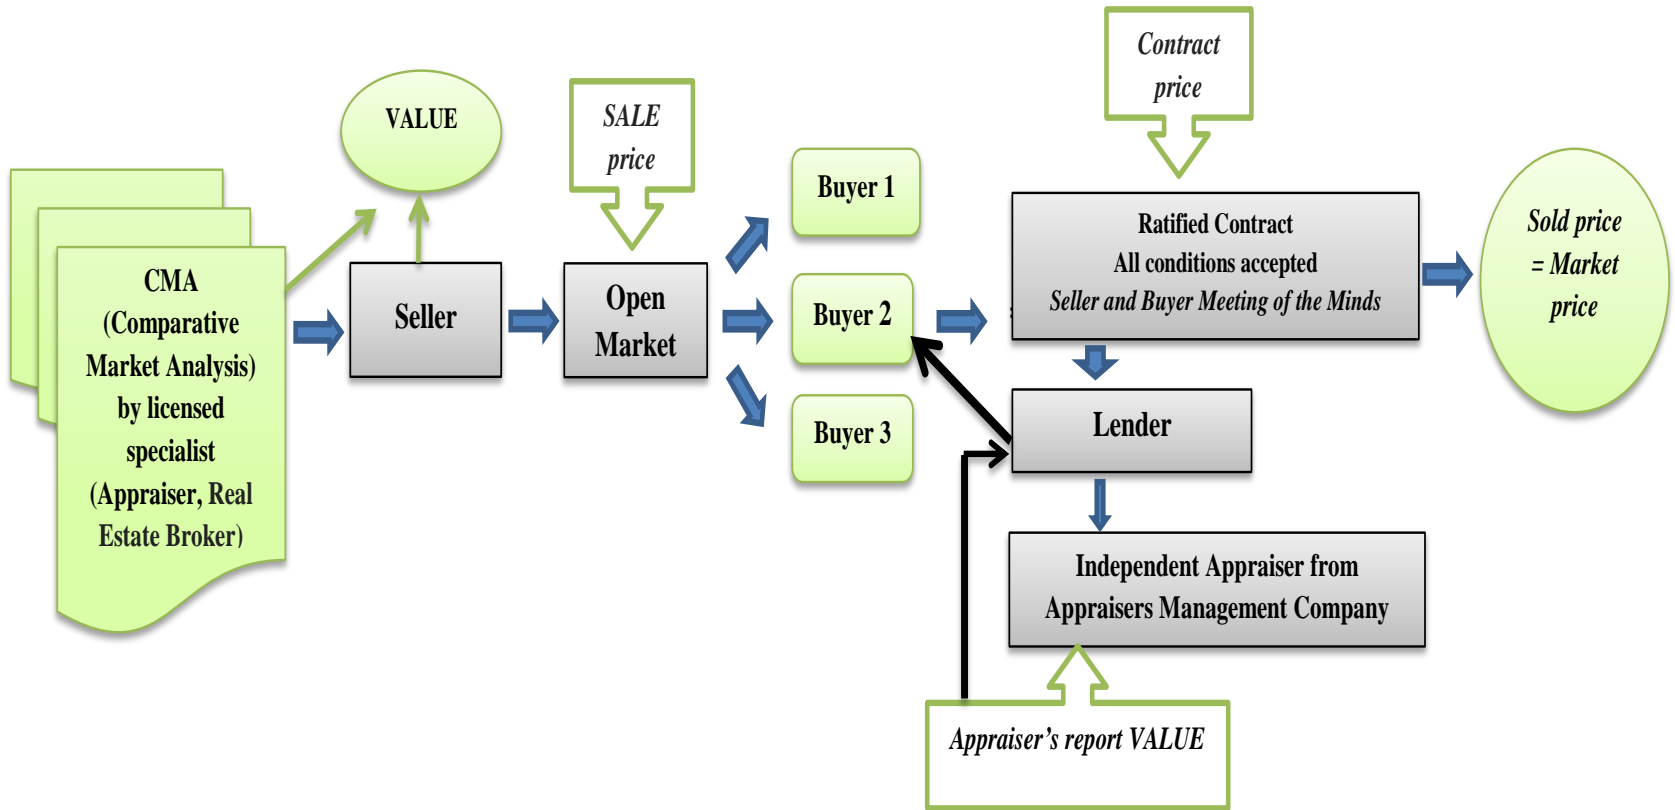 CMA
(Comparative
Market Analysis)
by licensed
specialist
(Appraiser, Real
Estate Broker)
VALUE
Seller
SALE
price
Open
Market
Buyer 1
Buyer 2
Buyer 3
Contract
price
Ratified Contract
All conditions accepted
Seller and Buyer Meeting of the Minds
Lender
Independent Appraiser from
Appraisers Management Company
Appraiser’s report VALUE
Sold price
= Market
price